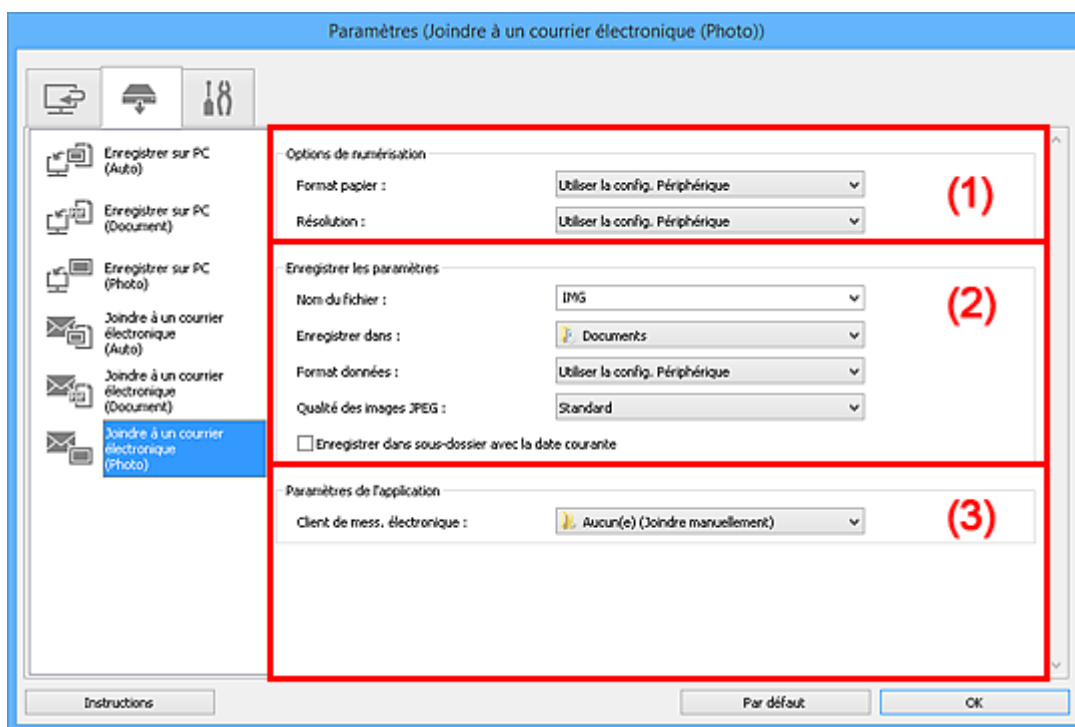 Paramètres (Joindre à un courrier électronique (Photo))
Enregistrer sur PC
(Auto)
Enregistrer sur PC
(Document)
Enregistrer sur PC
(Photo)
Joindre à un courrier
électronique
(Auto)
Joindre à un courrier
électronique
(Document)
Joindre à un courrier
électronique
(Photo)
Options de numérisation
(1)
Format papier : Utiliser la config. Périphérique
Résolution : Utiliser la config. Périphérique
Enregistrer les paramètres
(2)
Nom du fichier : IMG
Enregistrer dans : Documents
Format données : Utiliser la config. Périphérique
Qualité des images JPEG : Standard
Enregistrer dans sous-dossier avec la date courante
Paramètres de l'application
(3)
Client de mess. électronique : Aucun(e) (Joindre manuellement)
Instructions
Par défaut
OK